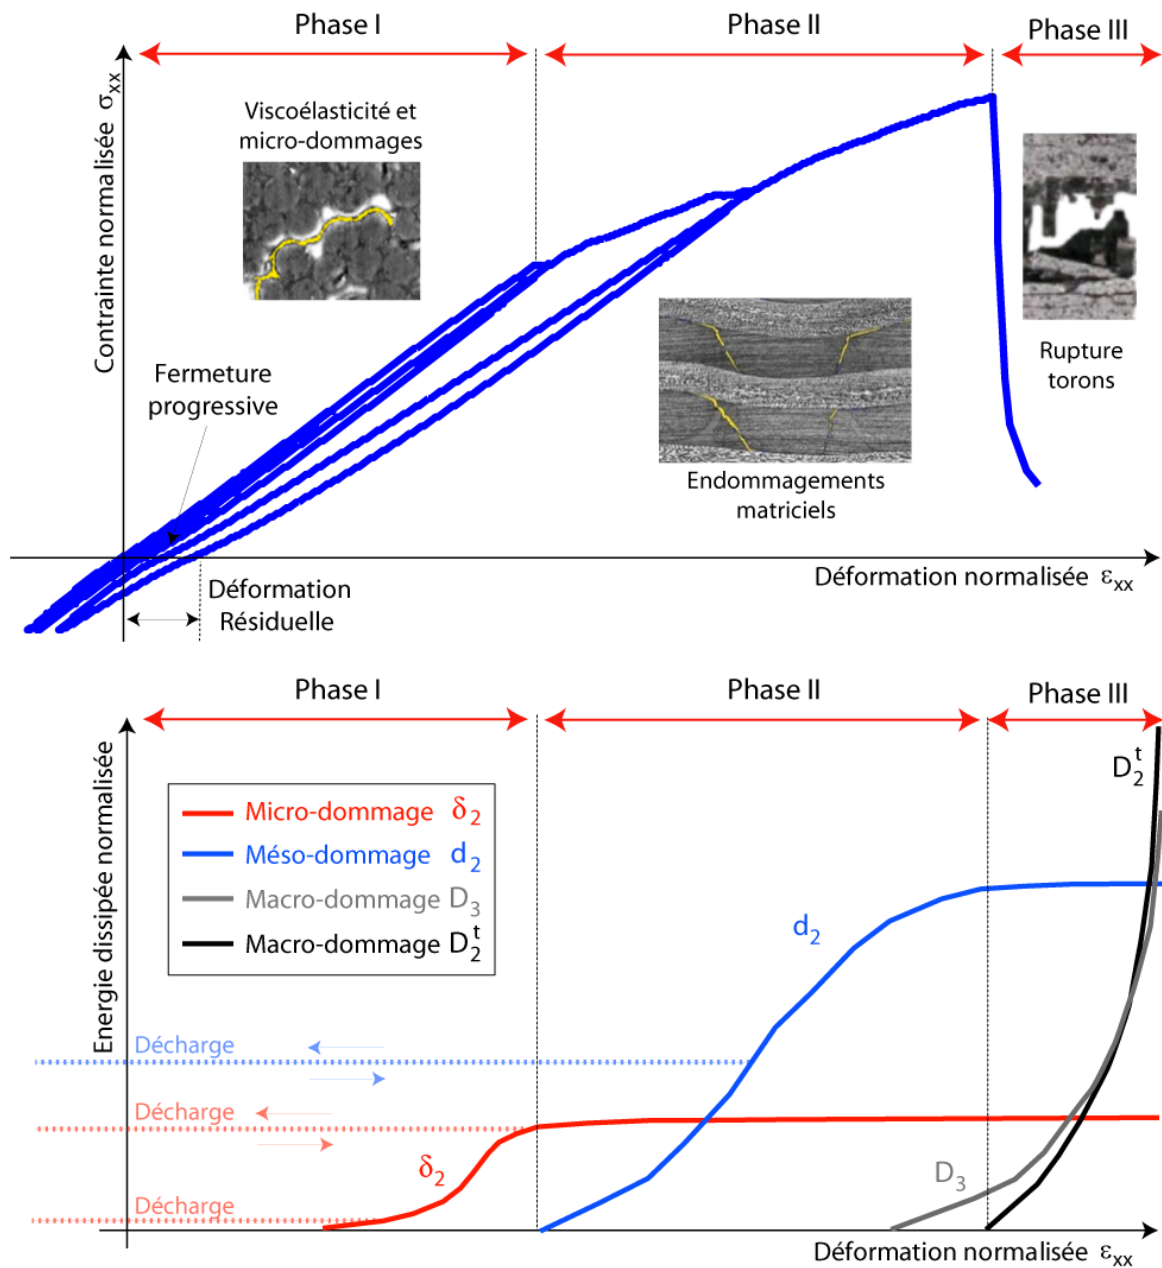 Phase I
Phase II
Phase III
Contrainte normalisée σxx
Viscoélasticité et
micro-dommages
Fermeture
progressive
Rupture
torons
Endommagements
matriciels
Déformation normalisée εxx
Déformation
Résiduelle
Phase I
Phase II
Phase III
Energie dissipée normalisée
D2t
Micro-dommage δ2
Méso-dommage d2
Macro-dommage D3
Macro-dommage D2t
d2
Décharge
Décharge
δ2
D3
Décharge
Déformation normalisée εxx